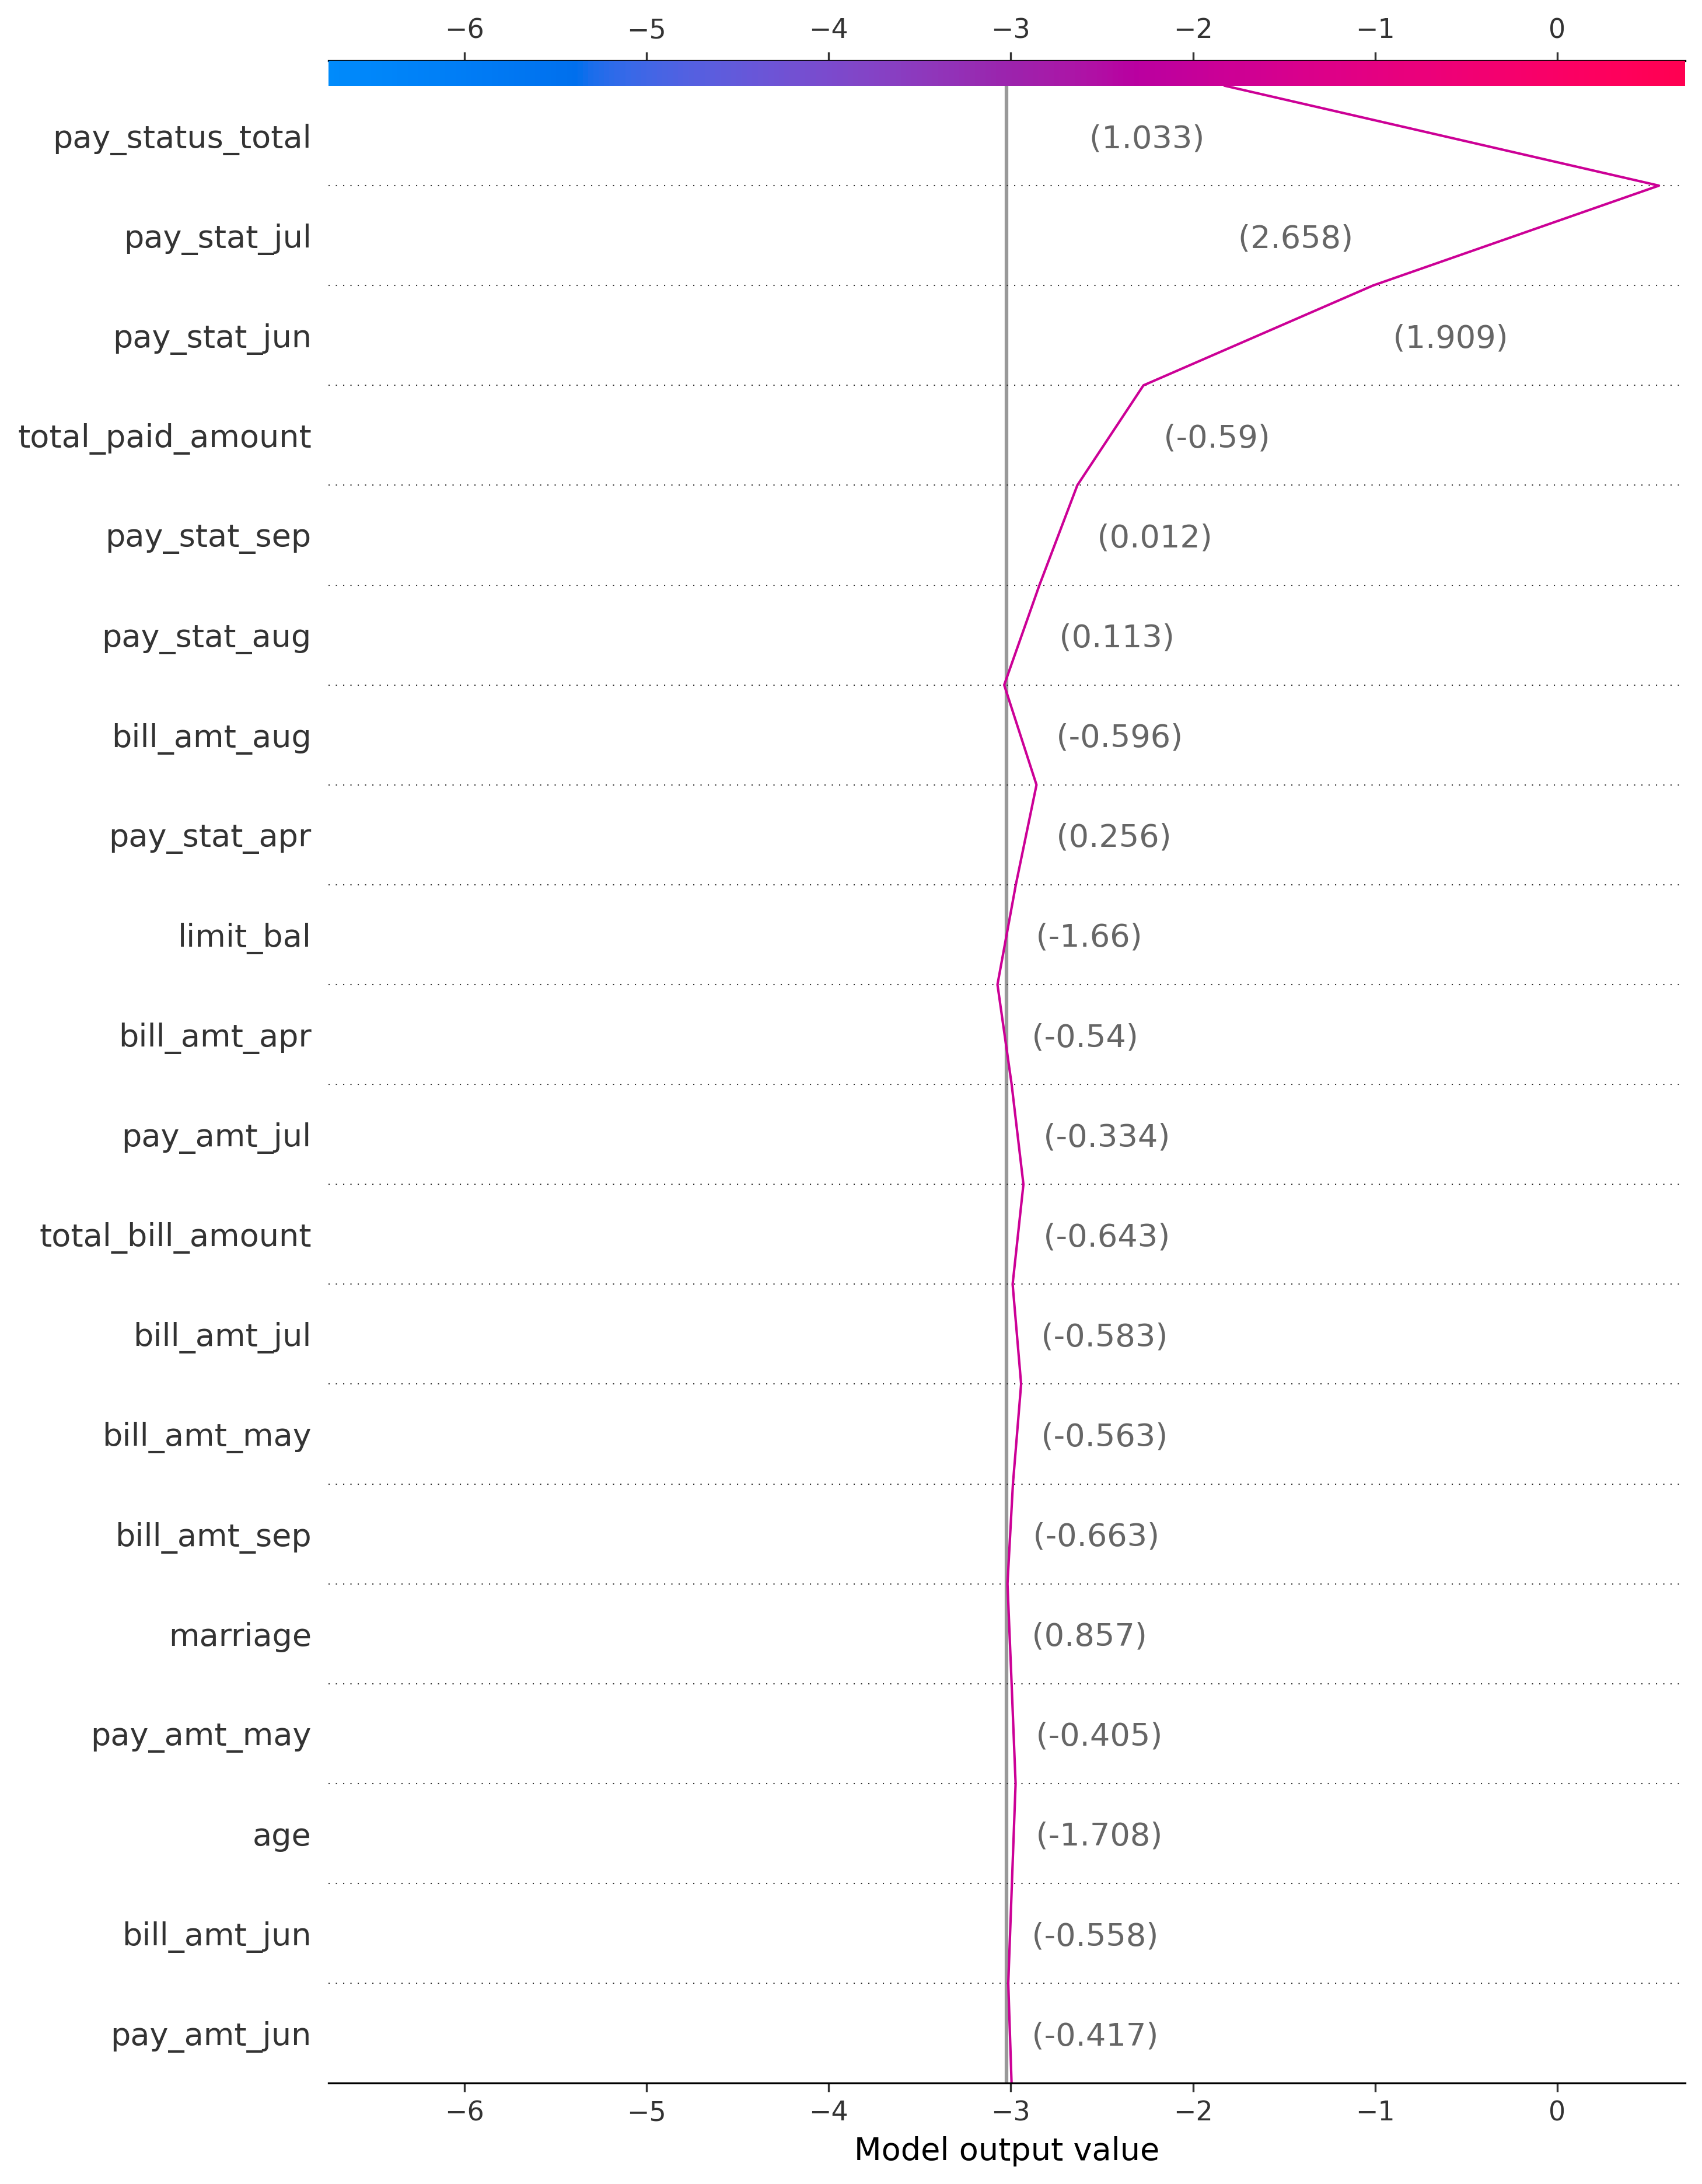 −6 −5 −4 −3 −2 −1 0
pay_status_total (1.033)
pay_stat_jul (2.658)
pay_stat_jun (1.909)
total_paid_amount (-0.59)
pay_stat_sep (0.012)
pay_stat_aug (0.113)
bill_amt_aug (-0.596)
pay_stat_apr (0.256)
limit_bal (-1.66)
bill_amt_apr (-0.54)
pay_amt_jul (-0.334)
total_bill_amount (-0.643)
bill_amt_jul (-0.583)
bill_amt_may (-0.563)
bill_amt_sep (-0.663)
marriage (0.857)
pay_amt_may (-0.405)
age (-1.708)
bill_amt_jun (-0.558)
pay_amt_jun (-0.417)
−6 −5 −4 −3 −2 −1 0
Model output value